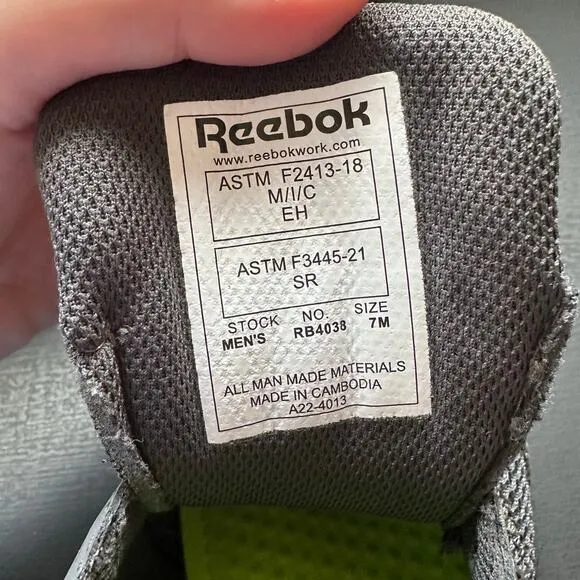 Reebok
www.reebokwork.com
ASTM F2413-18
M/I/C
EH
ASTM F3445-21
SR
STOCK NO. SIZE
MEN'S RB4038 7M
ALL MAN MADE MATERIALS
MADE IN CAMBODIA
A22-4013